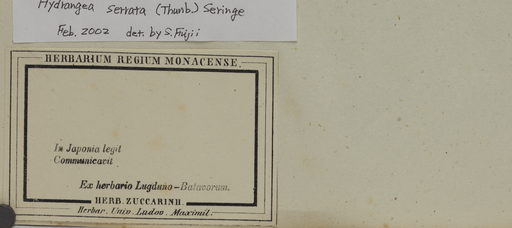 Hydrangea serrata (Thunb.) Seringe
Feb. 2002 det. by S. Fujii
HERBARIUM REGIUM MONACENSE.
In Japonia legit
Communicavit
Ex herbario Lugduno-Batavorum.
HERB. ZUCCARINII.
Herbar. Univ. Ludov. Maximil.